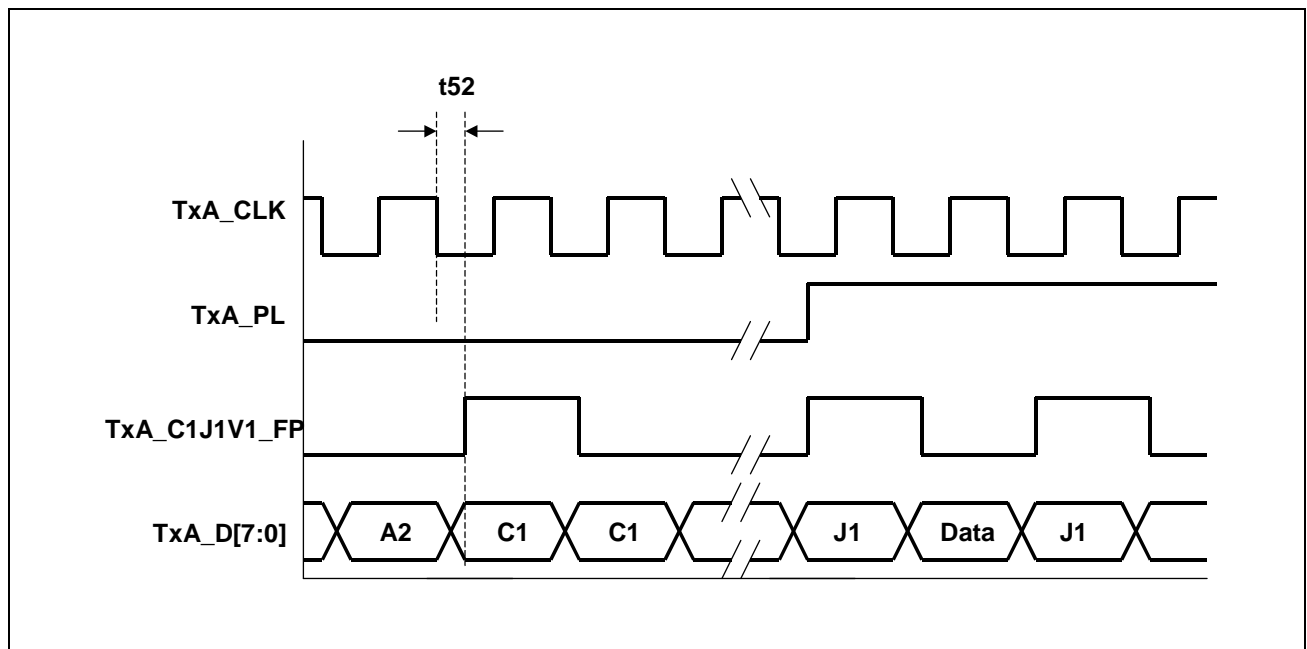 t52
TxA_CLK
TxA_PL
TxA_C1J1V1_FP
TxA_D[7:0]
A2
C1
C1
J1
Data
J1